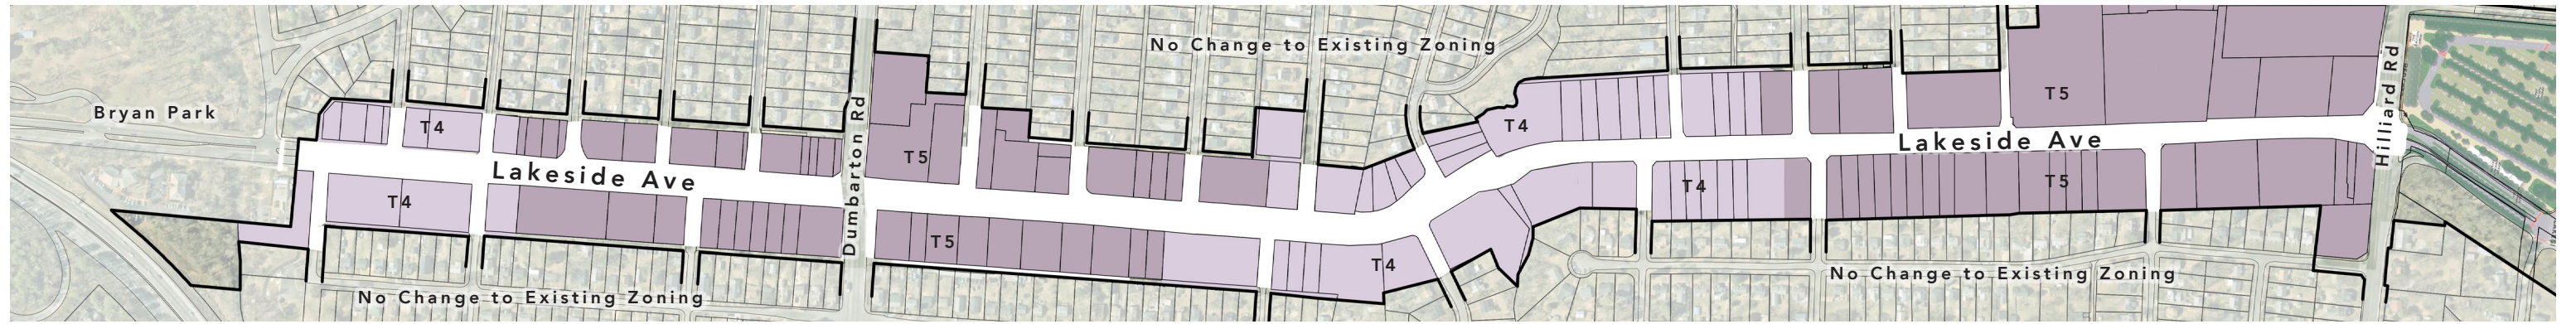 No Change to Existing Zoning
Hilliard Rd
T5
Bryan Park
T4
T4
Dumbarton Rd
Lakeside Ave
T5
Lakeside Ave
T4
T5
T4
T5
T4
No Change to Existing Zoning
No Change to Existing Zoning